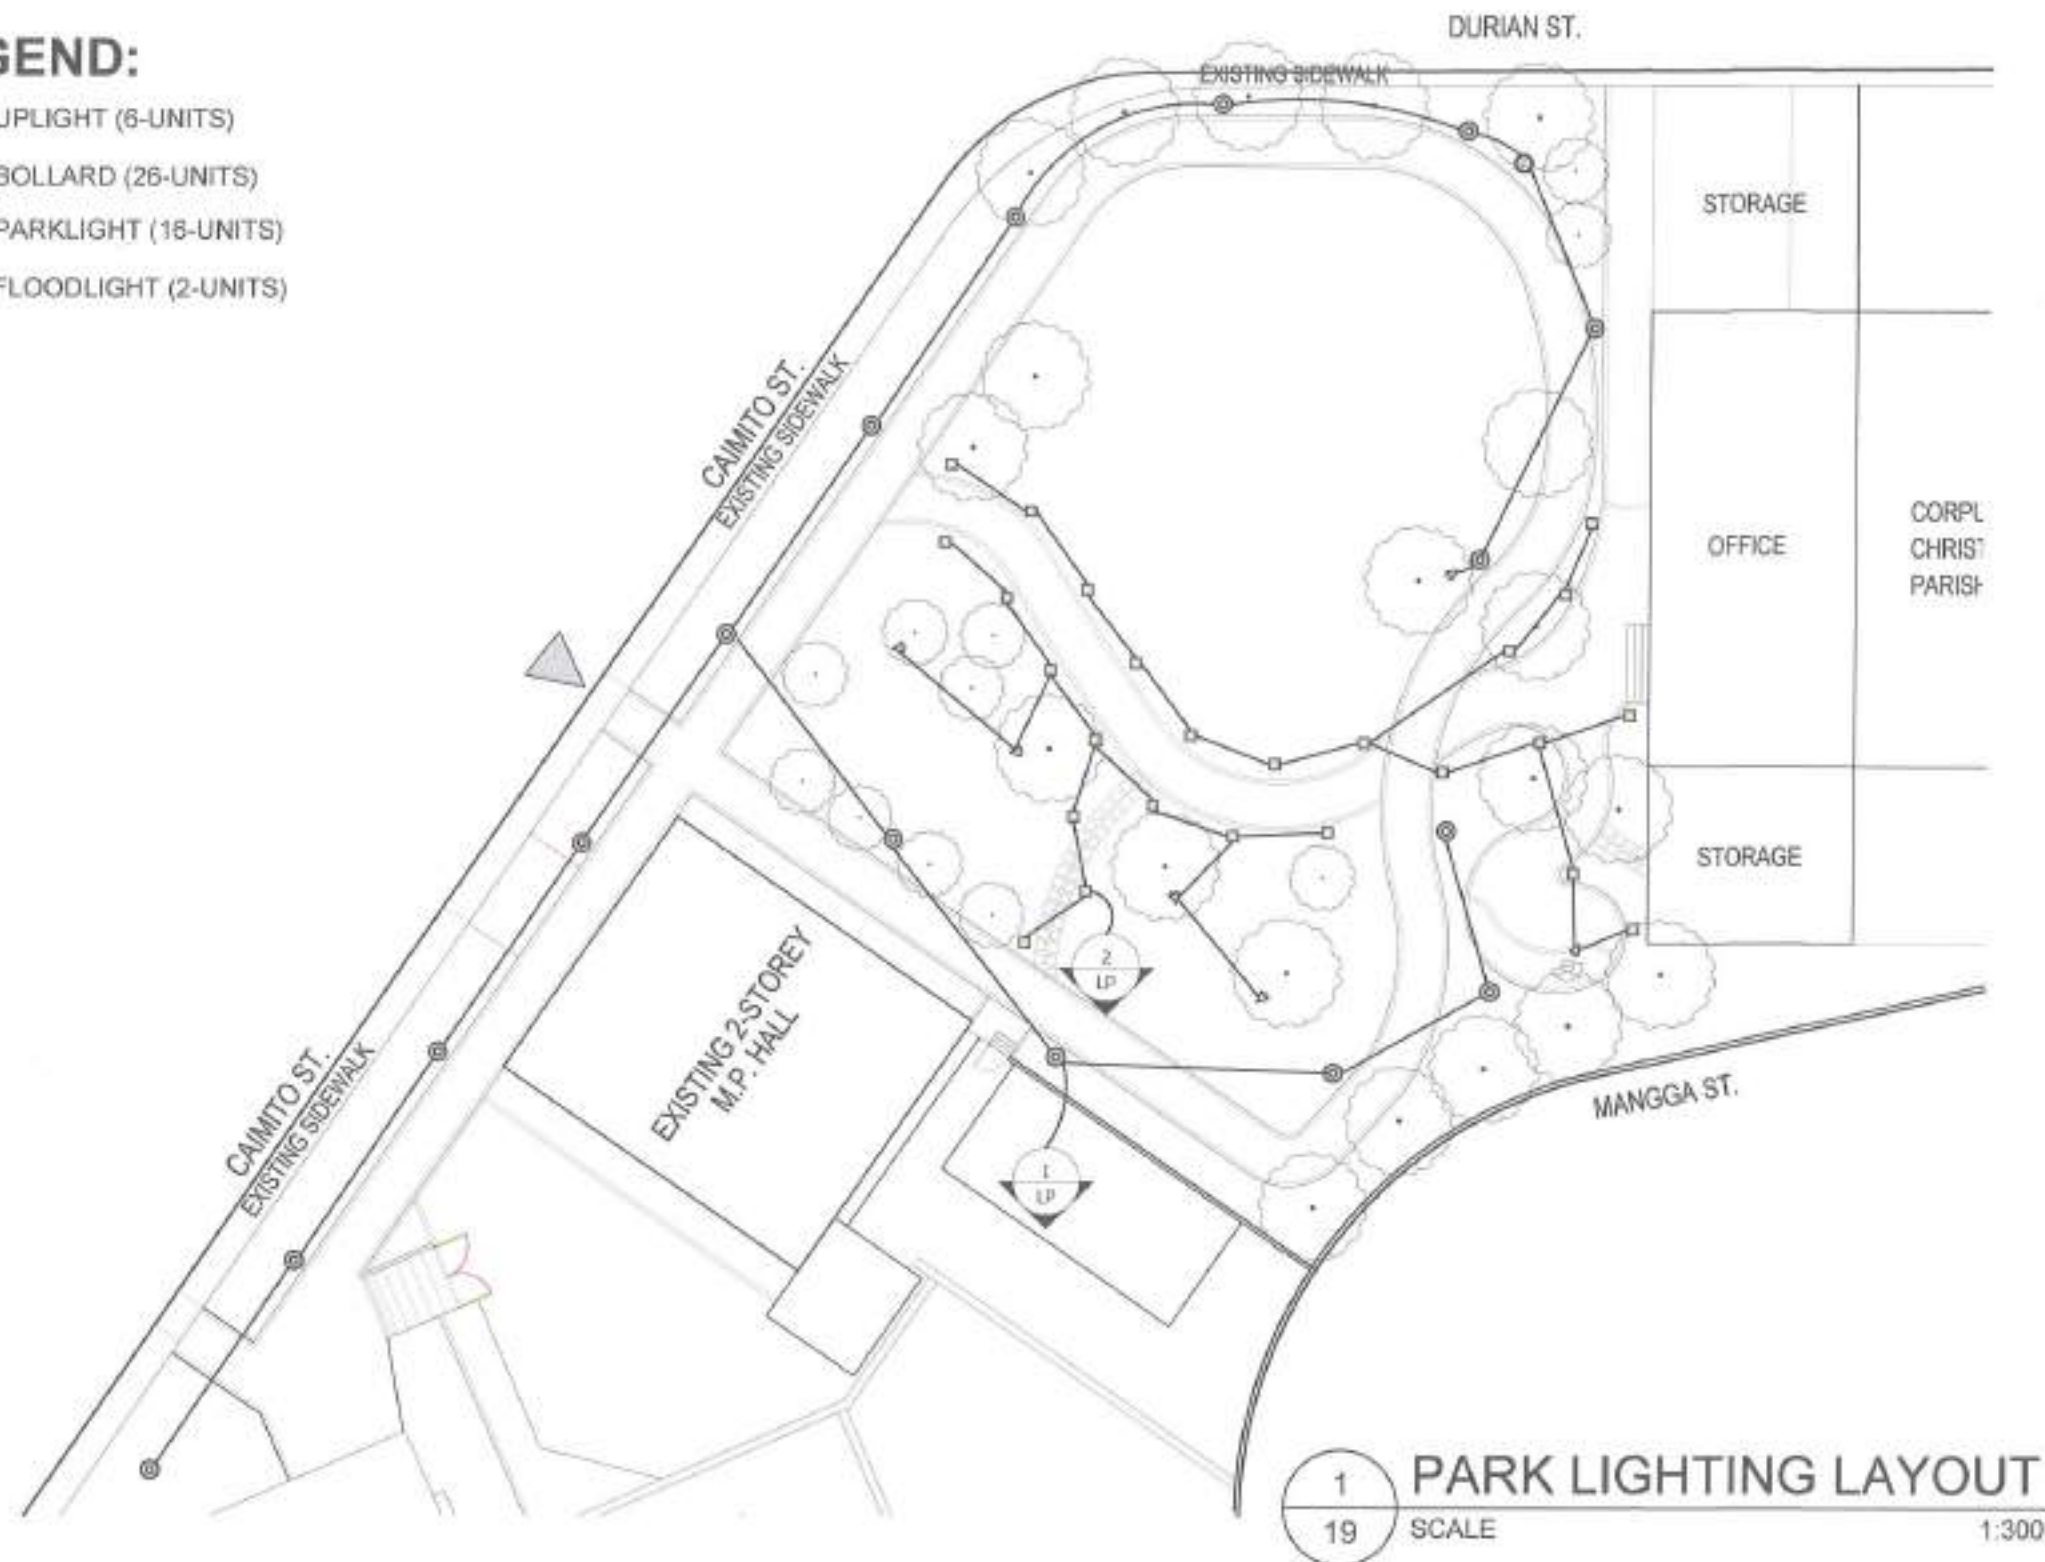 GEND:
UPLIGHT (6-UNITS)
BOLLARD (26-UNITS)
PARKLIGHT (16-UNITS)
FLOODLIGHT (2-UNITS)
DURIAN ST.
EXISTING SIDEWALK
STORAGE
CAIMITO ST.
EXISTING SIDEWALK
OFFICE
CORPU
CHRIST
PARISH
STORAGE
2
LP
EXISTING 2-STOREY
M.P. HALL
CAIMITO ST.
EXISTING SIDEWALK
MANGGA ST.
1
LP
1
19
PARK LIGHTING LAYOUT
SCALE
1:300